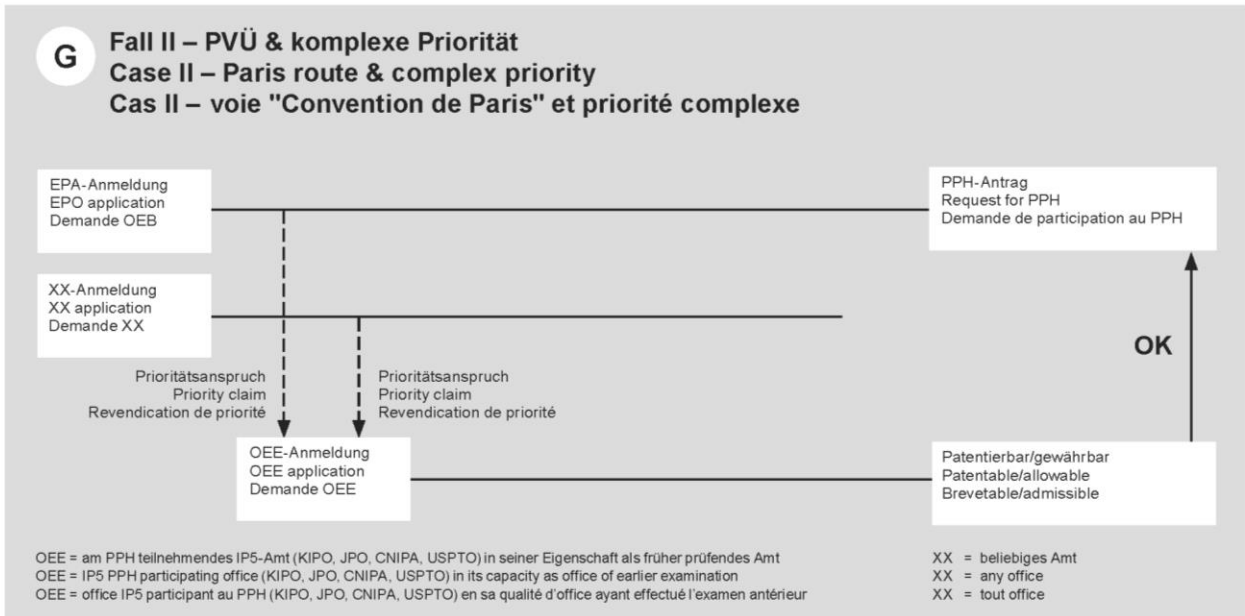 G
Fall II – PVÜ & komplexe Priorität
Case II – Paris route & complex priority
Cas II – voie "Convention de Paris" et priorité complexe
EPA-Anmeldung
EPO application
Demande OEB
PPH-Antrag
Request for PPH
Demande de participation au PPH
XX-Anmeldung
XX application
Demande XX
OK
Prioritätsanspruch
Priority claim
Revendication de priorité
Prioritätsanspruch
Priority claim
Revendication de priorité
OEE-Anmeldung
OEE application
Demande OEE
Patentierbar/gewährbar
Patentable/allowable
Brevetable/admissible
OEE = am PPH teilnehmendes IP5-Amt (KIPO, JPO, CNIPA, USPTO) in seiner Eigenschaft als früher prüfendes Amt
OEE = IP5 PPH participating office (KIPO, JPO, CNIPA, USPTO) in its capacity as office of earlier examination
OEE = office IP5 participant au PPH (KIPO, JPO, CNIPA, USPTO) en sa qualité d'office ayant effectué l'examen antérieur
XX = beliebiges Amt
XX = any office
XX = tout office